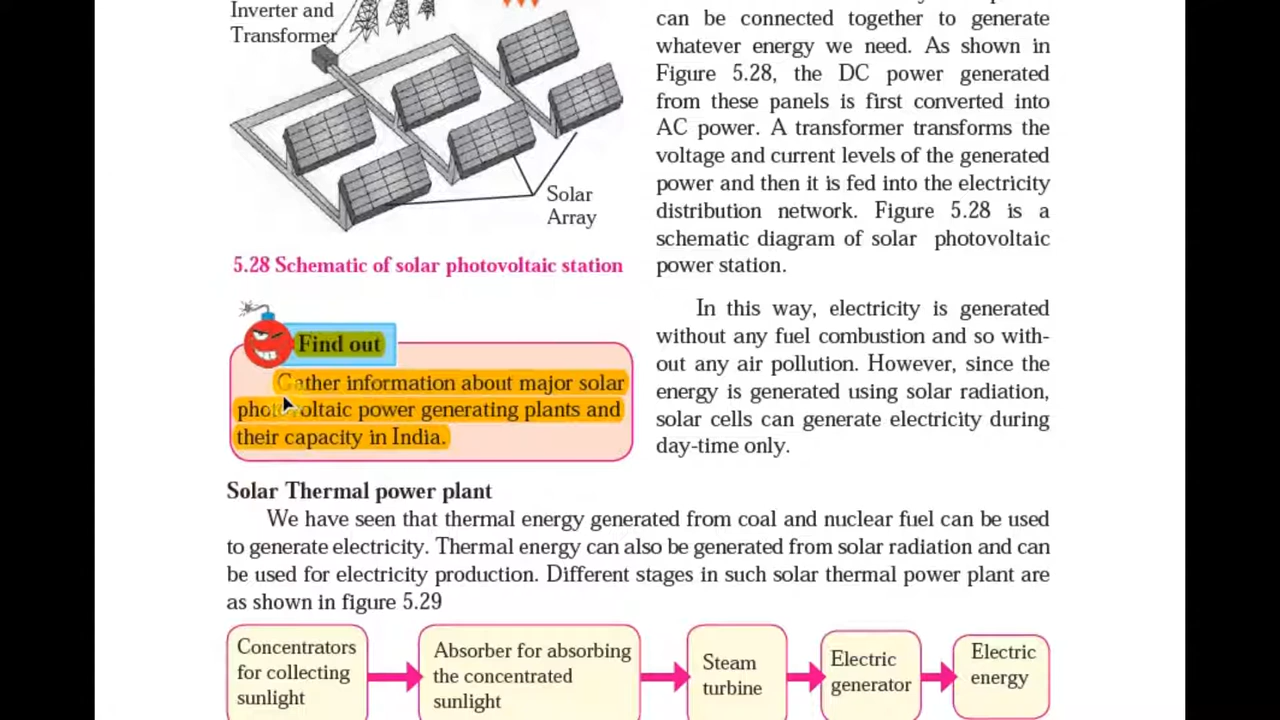 Inverter and
Transformer
Solar
Array
5.28 Schematic of solar photovoltaic station
Find out
Gather information about major solar
photovoltaic power generating plants and
their capacity in India.
can be connected together to generate
whatever energy we need. As shown in
Figure 5.28, the DC power generated
from these panels is first converted into
AC power. A transformer transforms the
voltage and current levels of the generated
power and then it is fed into the electricity
distribution network. Figure 5.28 is a
schematic diagram of solar photovoltaic
power station.
In this way, electricity is generated
without any fuel combustion and so with-
out any air pollution. However, since the
energy is generated using solar radiation,
solar cells can generate electricity during
day-time only.
Solar Thermal power plant
We have seen that thermal energy generated from coal and nuclear fuel can be used
to generate electricity. Thermal energy can also be generated from solar radiation and can
be used for electricity production. Different stages in such solar thermal power plant are
as shown in figure 5.29
Concentrators
for collecting
sunlight
Absorber for absorbing
the concentrated
sunlight
Steam
turbine
Electric
generator
Electric
energy